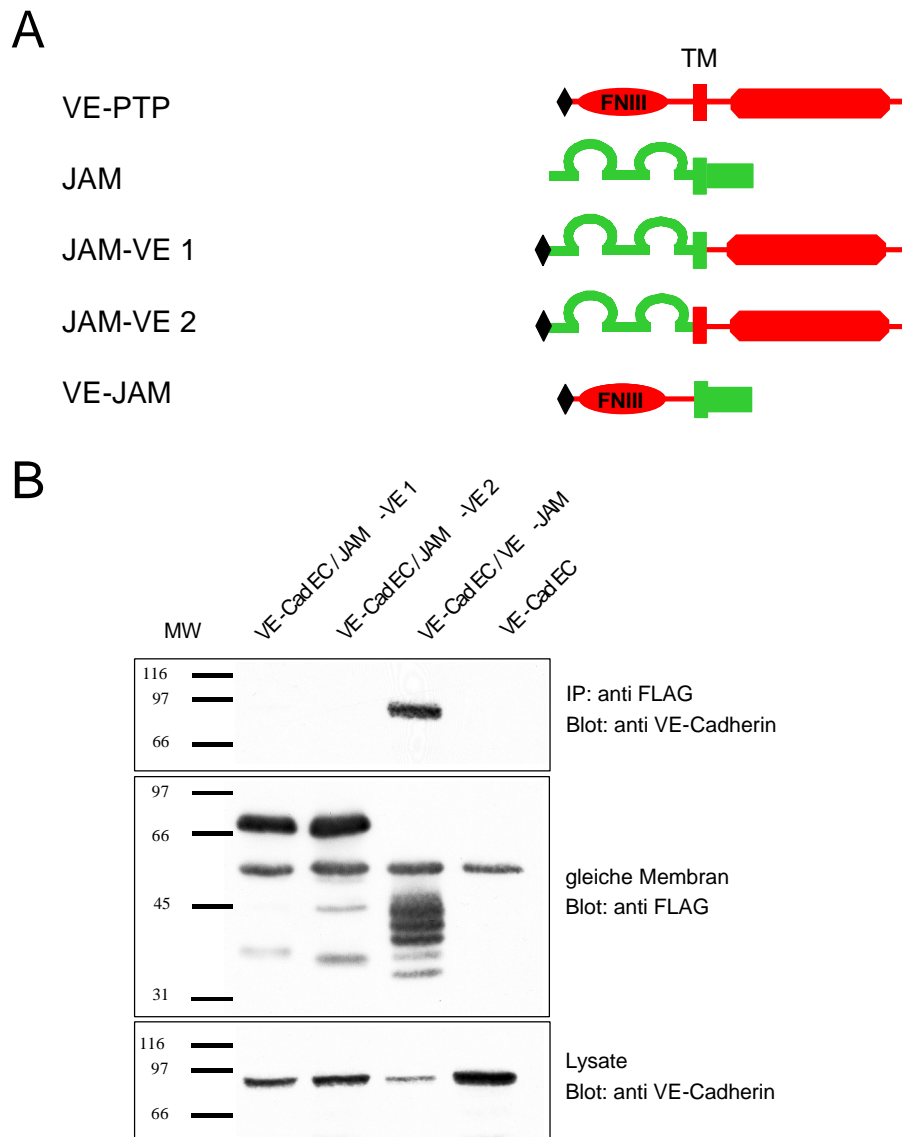 A
TM
VE-PTP
FNIII
JAM
JAM-VE 1
JAM-VE 2
VE-JAM
FNIII
B
VE-Cad EC / JAM -VE 1
VE-Cad EC / JAM -VE 2
VE-Cad EC / VE -JAM
VE-Cad EC
MW
116
97
66
IP: anti FLAG
Blot: anti VE-Cadherin
97
66
45
31
gleiche Membran
Blot: anti FLAG
116
97
66
Lysate
Blot: anti VE-Cadherin